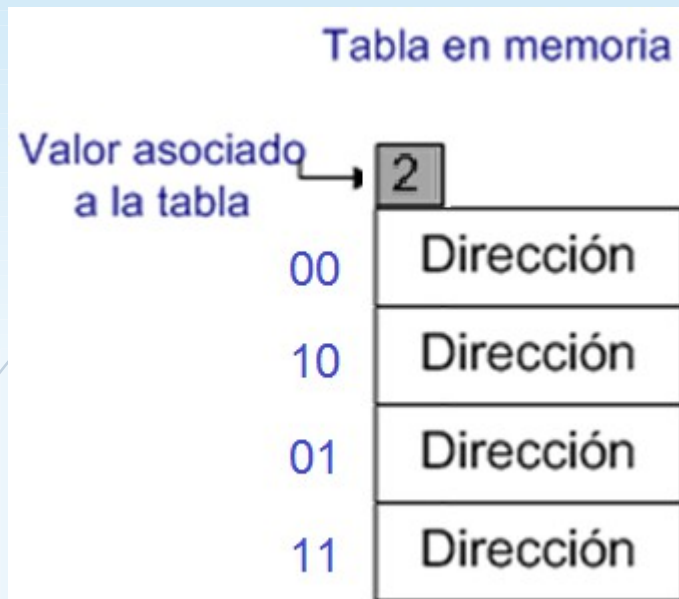 Tabla en memoria
Valor asociado
a la tabla
2
00 Dirección
10 Dirección
01 Dirección
11 Dirección